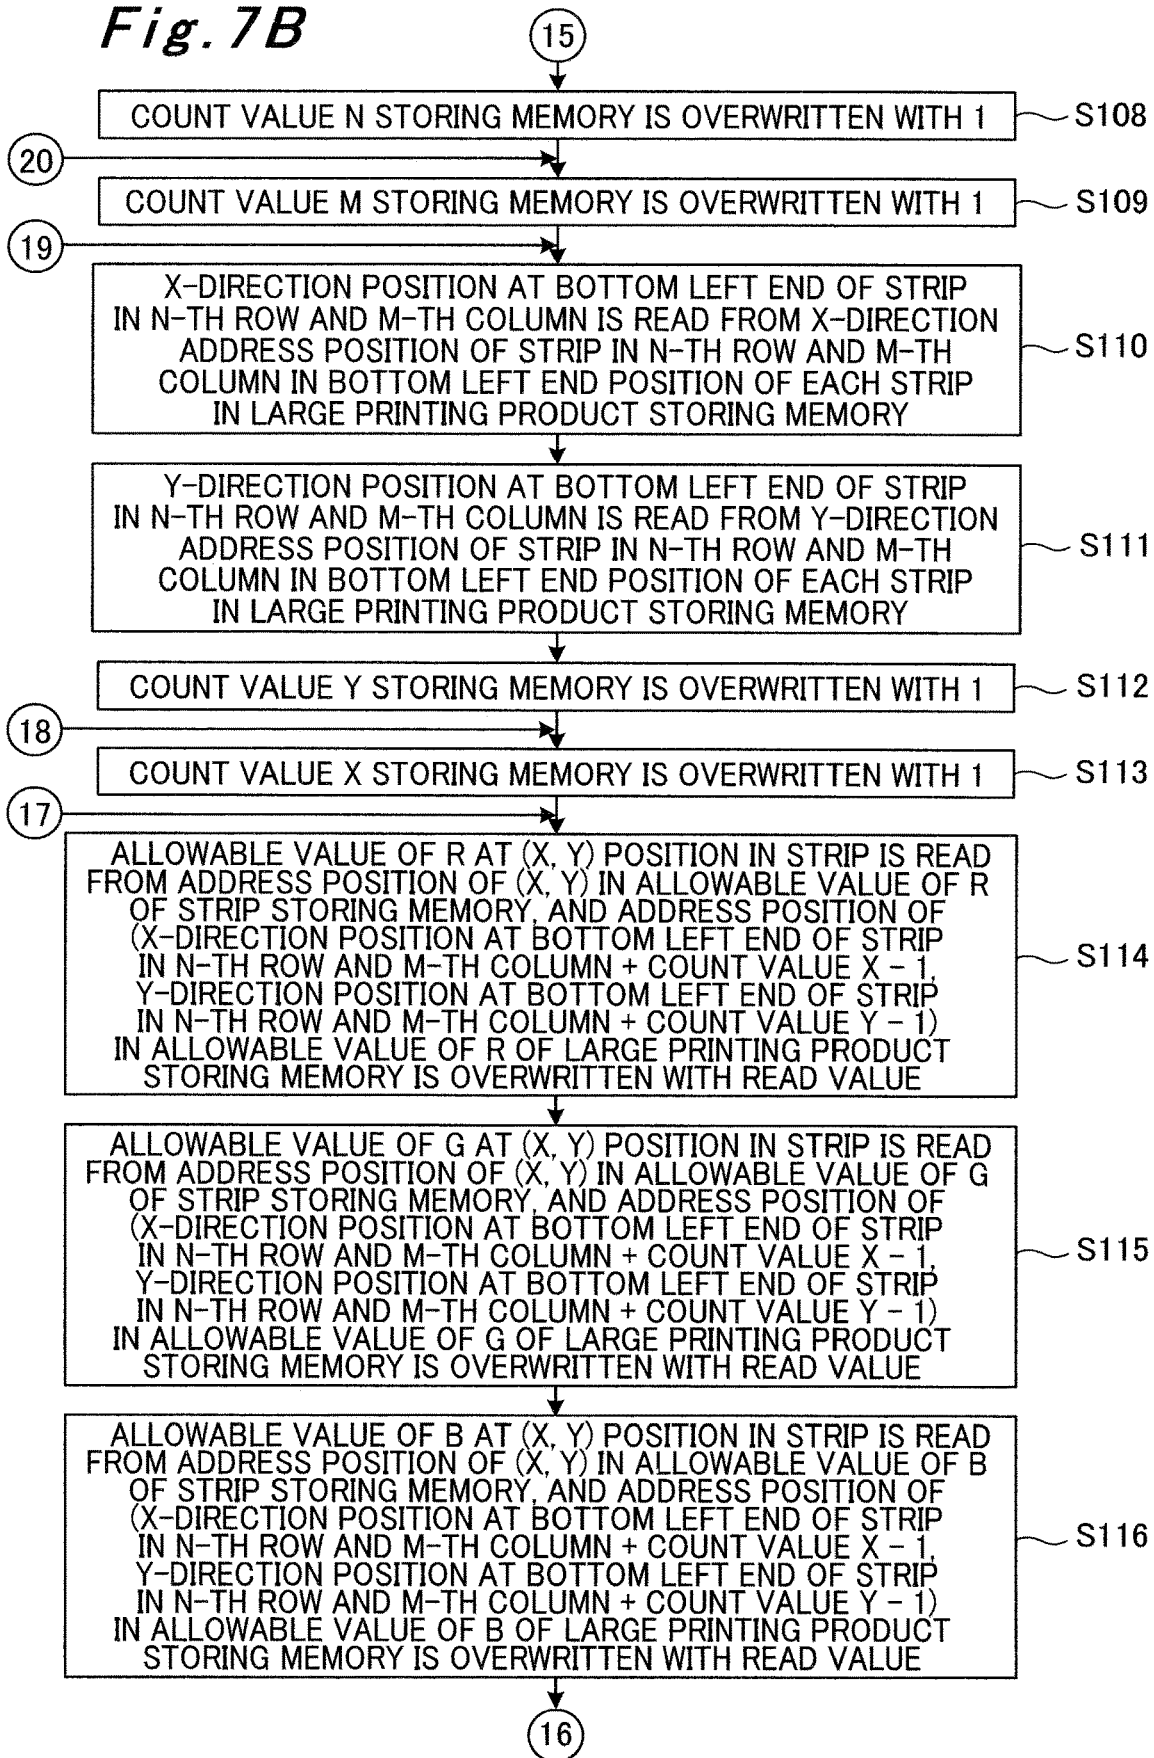 Fig. 7B
15
COUNT VALUE N STORING MEMORY IS OVERWRITTEN WITH 1
S108
20
COUNT VALUE M STORING MEMORY IS OVERWRITTEN WITH 1
S109
19
X-DIRECTION POSITION AT BOTTOM LEFT END OF STRIP
IN N-TH ROW AND M-TH COLUMN IS READ FROM X-DIRECTION
ADDRESS POSITION OF STRIP IN N-TH ROW AND M-TH
COLUMN IN BOTTOM LEFT END POSITION OF EACH STRIP
IN LARGE PRINTING PRODUCT STORING MEMORY
S110
Y-DIRECTION POSITION AT BOTTOM LEFT END OF STRIP
IN N-TH ROW AND M-TH COLUMN IS READ FROM Y-DIRECTION
ADDRESS POSITION OF STRIP IN N-TH ROW AND M-TH
COLUMN IN BOTTOM LEFT END POSITION OF EACH STRIP
IN LARGE PRINTING PRODUCT STORING MEMORY
S111
COUNT VALUE Y STORING MEMORY IS OVERWRITTEN WITH 1
S112
18
COUNT VALUE X STORING MEMORY IS OVERWRITTEN WITH 1
S113
17
ALLOWABLE VALUE OF R AT (X, Y) POSITION IN STRIP IS READ
FROM ADDRESS POSITION OF (X, Y) IN ALLOWABLE VALUE OF R
OF STRIP STORING MEMORY, AND ADDRESS POSITION OF
(X-DIRECTION POSITION AT BOTTOM LEFT END OF STRIP
IN N-TH ROW AND M-TH COLUMN + COUNT VALUE X - 1,
Y-DIRECTION POSITION AT BOTTOM LEFT END OF STRIP
IN N-TH ROW AND M-TH COLUMN + COUNT VALUE Y - 1)
IN ALLOWABLE VALUE OF R OF LARGE PRINTING PRODUCT
STORING MEMORY IS OVERWRITTEN WITH READ VALUE
S114
ALLOWABLE VALUE OF G AT (X, Y) POSITION IN STRIP IS READ
FROM ADDRESS POSITION OF (X, Y) IN ALLOWABLE VALUE OF G
OF STRIP STORING MEMORY, AND ADDRESS POSITION OF
(X-DIRECTION POSITION AT BOTTOM LEFT END OF STRIP
IN N-TH ROW AND M-TH COLUMN + COUNT VALUE X - 1,
Y-DIRECTION POSITION AT BOTTOM LEFT END OF STRIP
IN N-TH ROW AND M-TH COLUMN + COUNT VALUE Y - 1)
IN ALLOWABLE VALUE OF G OF LARGE PRINTING PRODUCT
STORING MEMORY IS OVERWRITTEN WITH READ VALUE
S115
ALLOWABLE VALUE OF B AT (X, Y) POSITION IN STRIP IS READ
FROM ADDRESS POSITION OF (X, Y) IN ALLOWABLE VALUE OF B
OF STRIP STORING MEMORY, AND ADDRESS POSITION OF
(X-DIRECTION POSITION AT BOTTOM LEFT END OF STRIP
IN N-TH ROW AND M-TH COLUMN + COUNT VALUE X - 1,
Y-DIRECTION POSITION AT BOTTOM LEFT END OF STRIP
IN N-TH ROW AND M-TH COLUMN + COUNT VALUE Y - 1)
IN ALLOWABLE VALUE OF B OF LARGE PRINTING PRODUCT
STORING MEMORY IS OVERWRITTEN WITH READ VALUE
S116
16